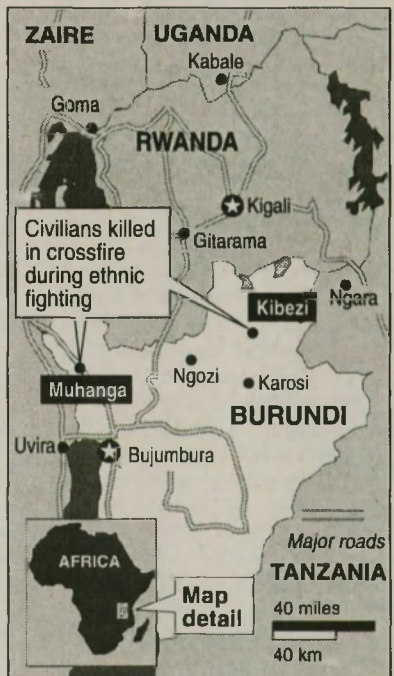 ZAIRE
UGANDA
Kabale
Goma
RWANDA
Kigali
Gitarama
Civilians killed
in crossfire
during ethnic
fighting
Kibezi
Ngara
Muhanga
Ngozi
Karosi
BURUNDI
Uvira
Bujumbura
Major roads
AFRICA
TANZANIA
Map
detail
40 miles
40 km